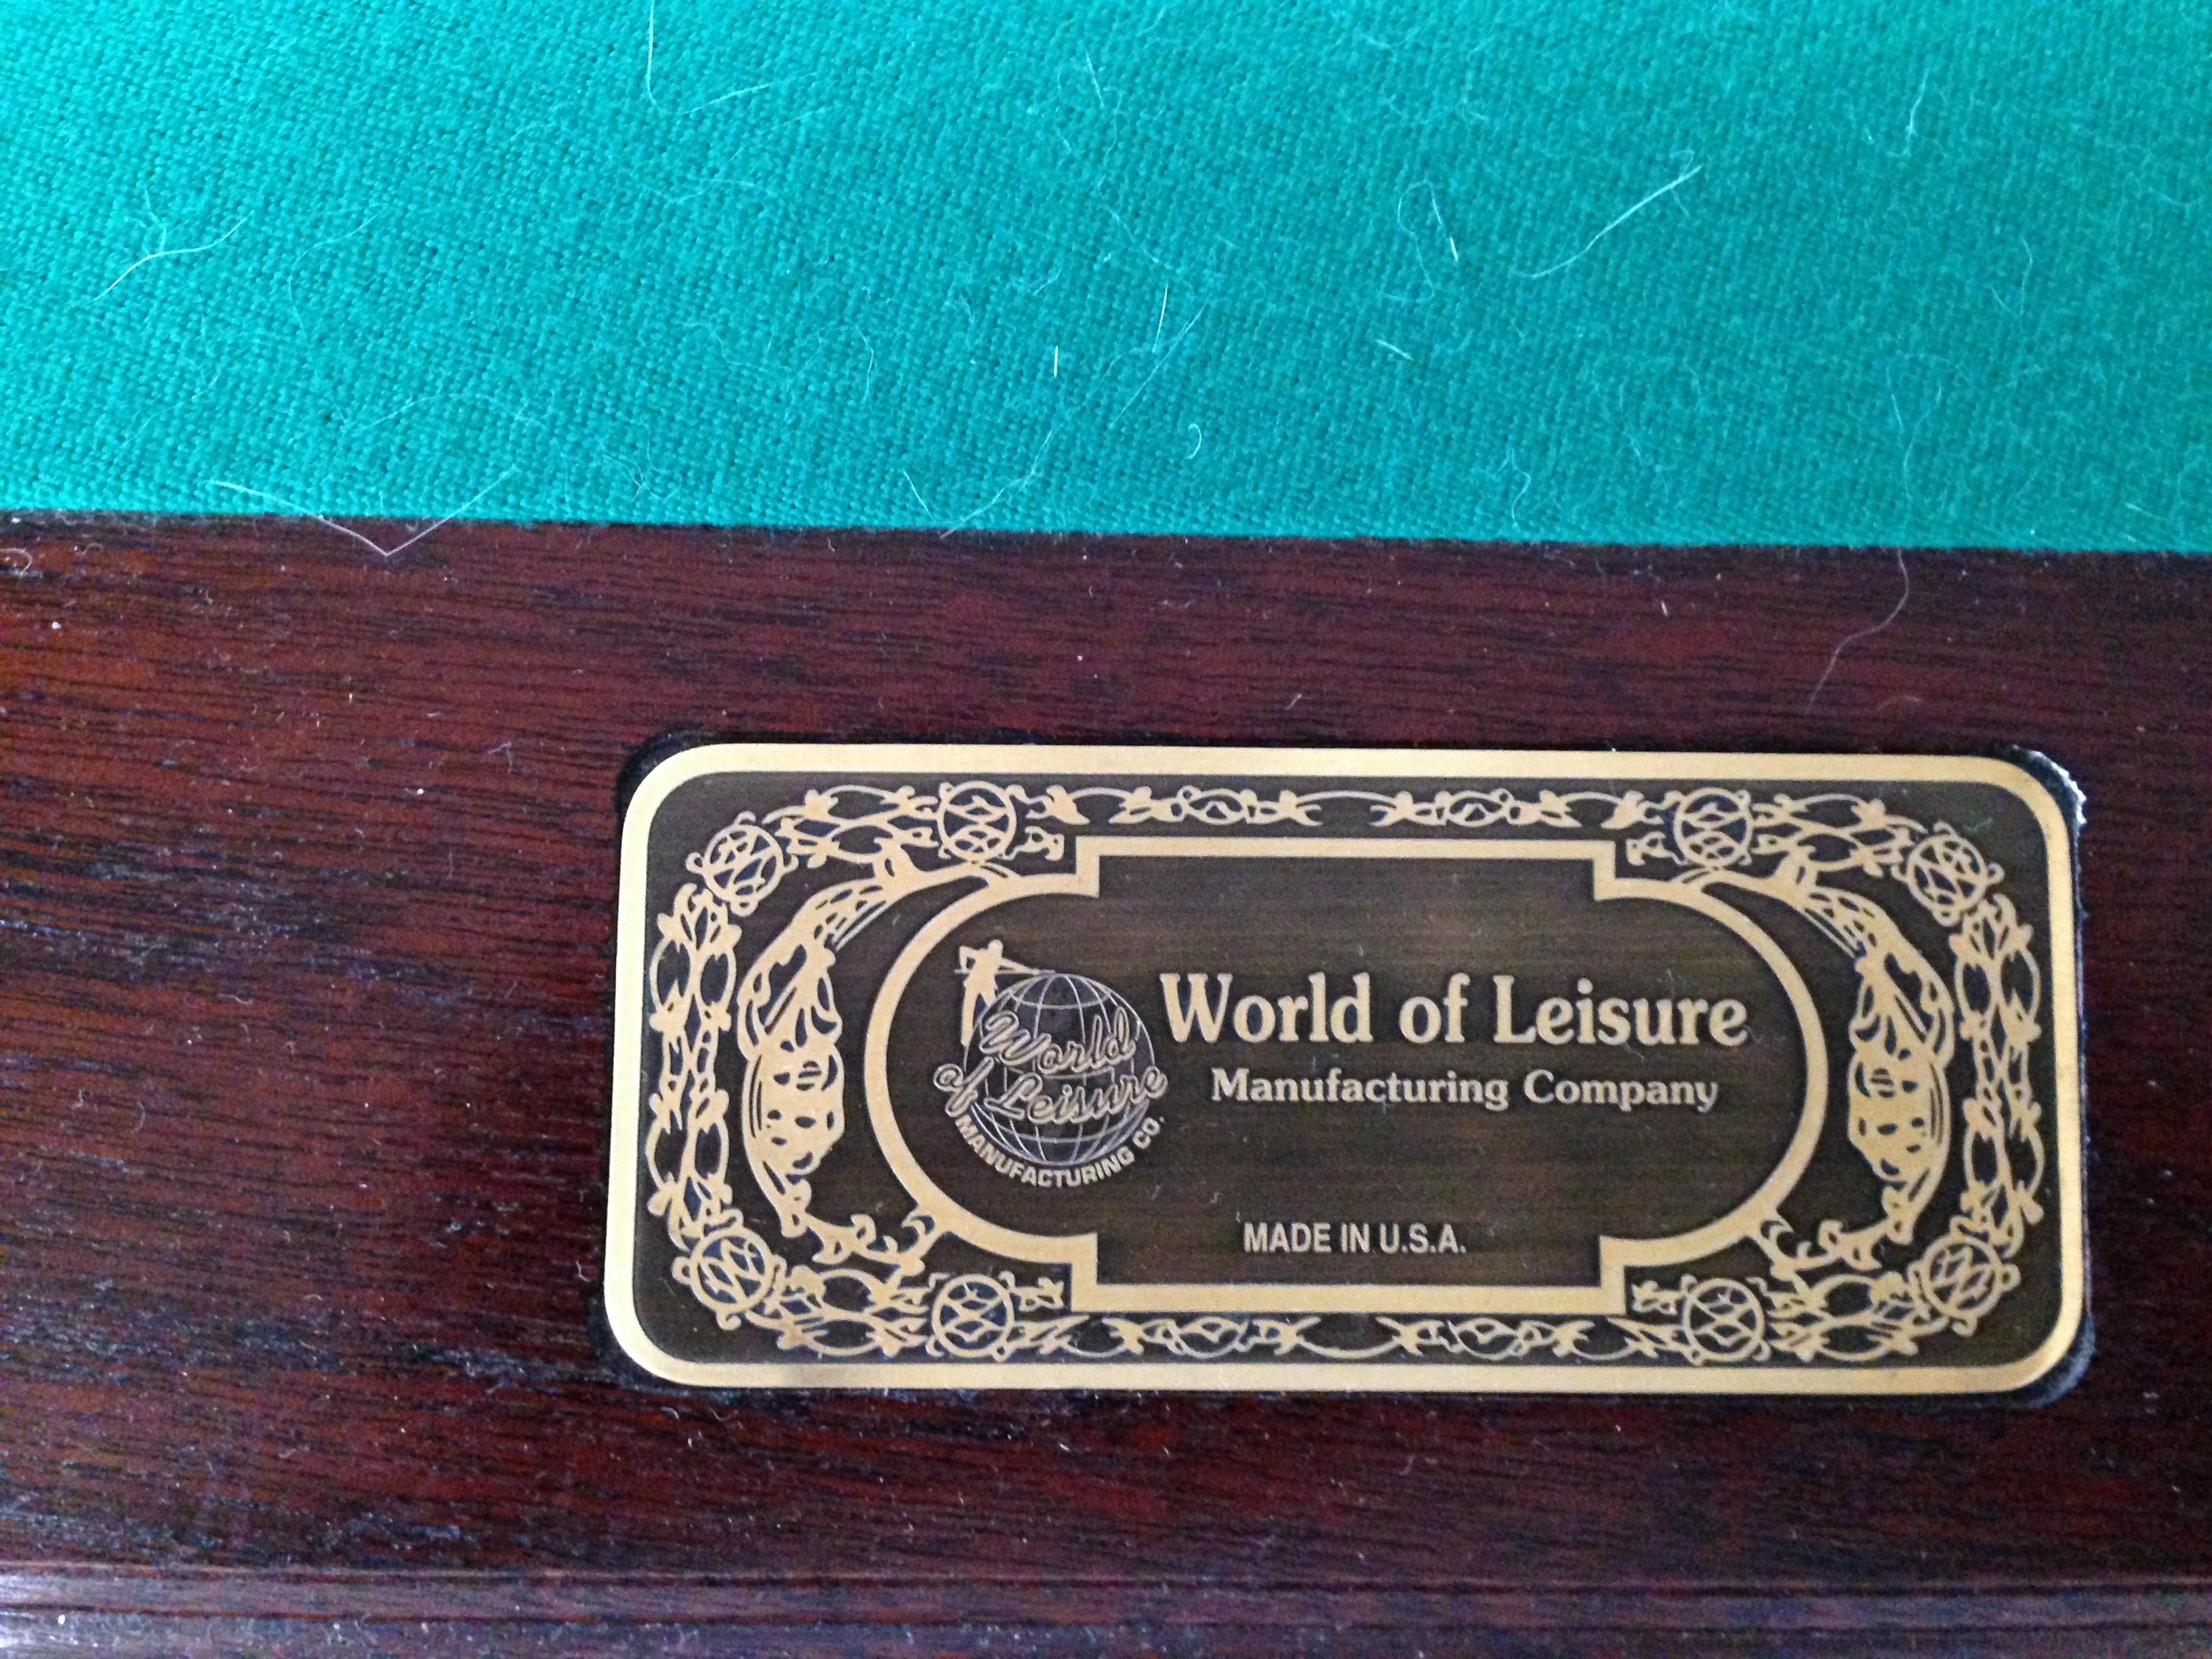 World
of Leisure
MANUFACTURING CO.
World of Leisure
Manufacturing Company
MADE IN U.S.A.